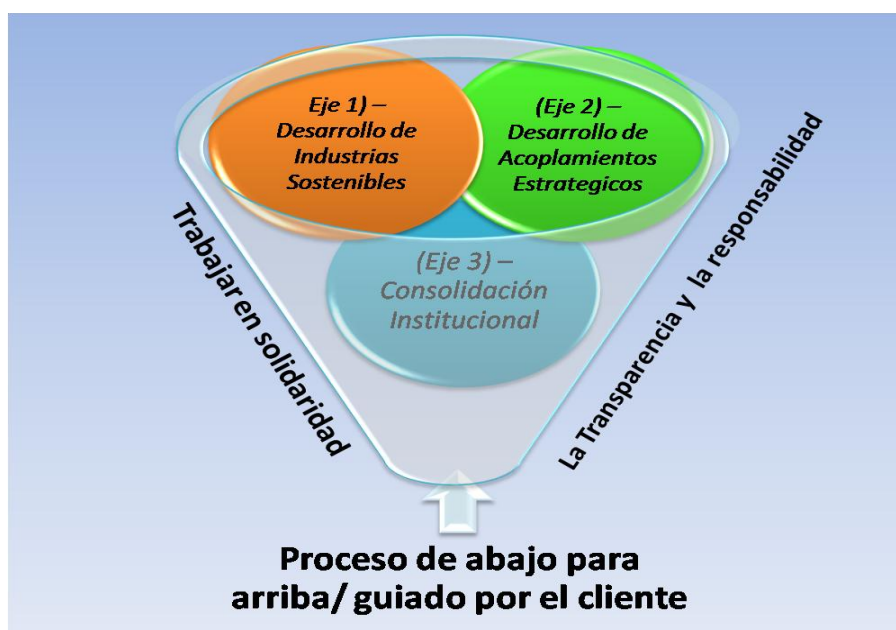 Eje 1) –
Desarrollo de
Industrias
Sostenibles
(Eje 2) –
Desarrollo de
Acoplamientos
Estrategicos
(Eje 3) –
Consolidación
Institucional
Trabajar en solidaridad
La Transparencia y la responsabilidad
Proceso de abajo para
arriba/ guiado por el cliente